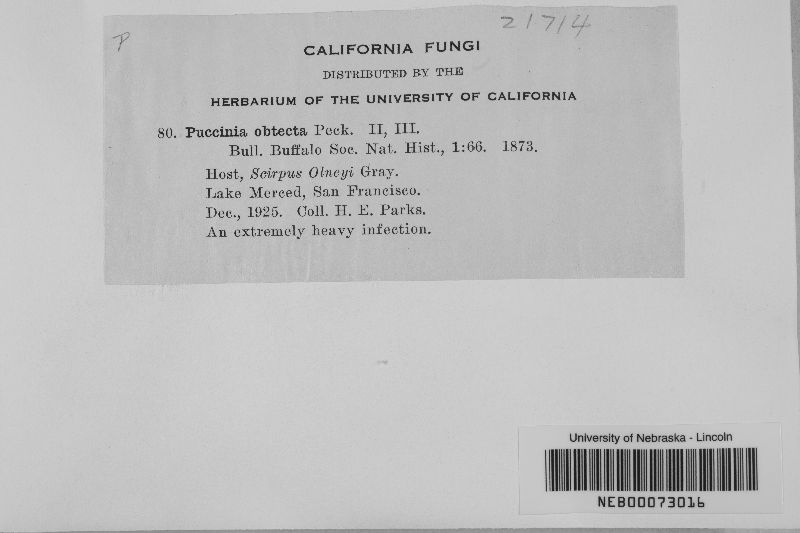 P
21714
CALIFORNIA FUNGI
DISTRIBUTED BY THE
HERBARIUM OF THE UNIVERSITY OF CALIFORNIA
80. Puccinia obtecta Peck. II, III.
Bull. Buffalo Soc. Nat. Hist., 1:66. 1873.
Host, Scirpus Olneyi Gray.
Lake Merced, San Francisco.
Dec., 1925. Coll. H. E. Parks.
An extremely heavy infection.
University of Nebraska - Lincoln
NEB00073016